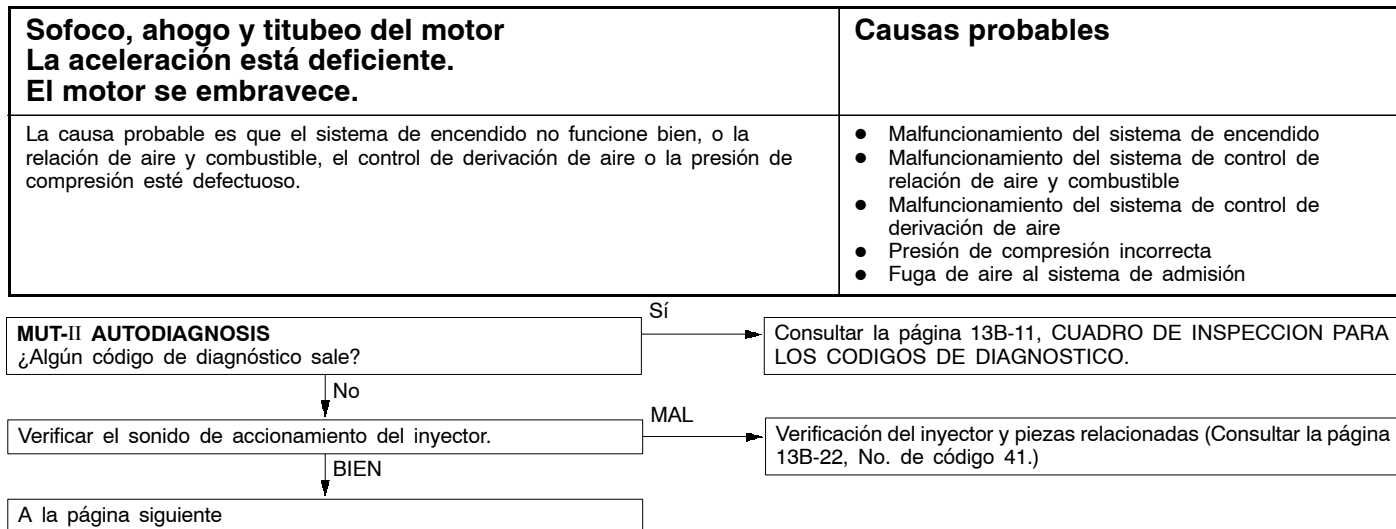 Sofoco, ahogo y titubeo del motor
La aceleración está deficiente.
El motor se embravece.
Causas probables
La causa probable es que el sistema de encendido no funcione bien, o la
relación de aire y combustible, el control de derivación de aire o la presión de
compresión esté defectuoso.
● Malfuncionamiento del sistema de encendido
● Malfuncionamiento del sistema de control de
relación de aire y combustible
● Malfuncionamiento del sistema de control de
derivación de aire
● Presión de compresión incorrecta
● Fuga de aire al sistema de admisión
MUT-II AUTODIAGNOSIS
¿Algún código de diagnóstico sale?
Sí
Consultar la página 13B-11, CUADRO DE INSPECCION PARA
LOS CODIGOS DE DIAGNOSTICO.
No
Verificar el sonido de accionamiento del inyector.
MAL
Verificación del inyector y piezas relacionadas (Consultar la página
13B-22, No. de código 41.)
BIEN
A la página siguiente